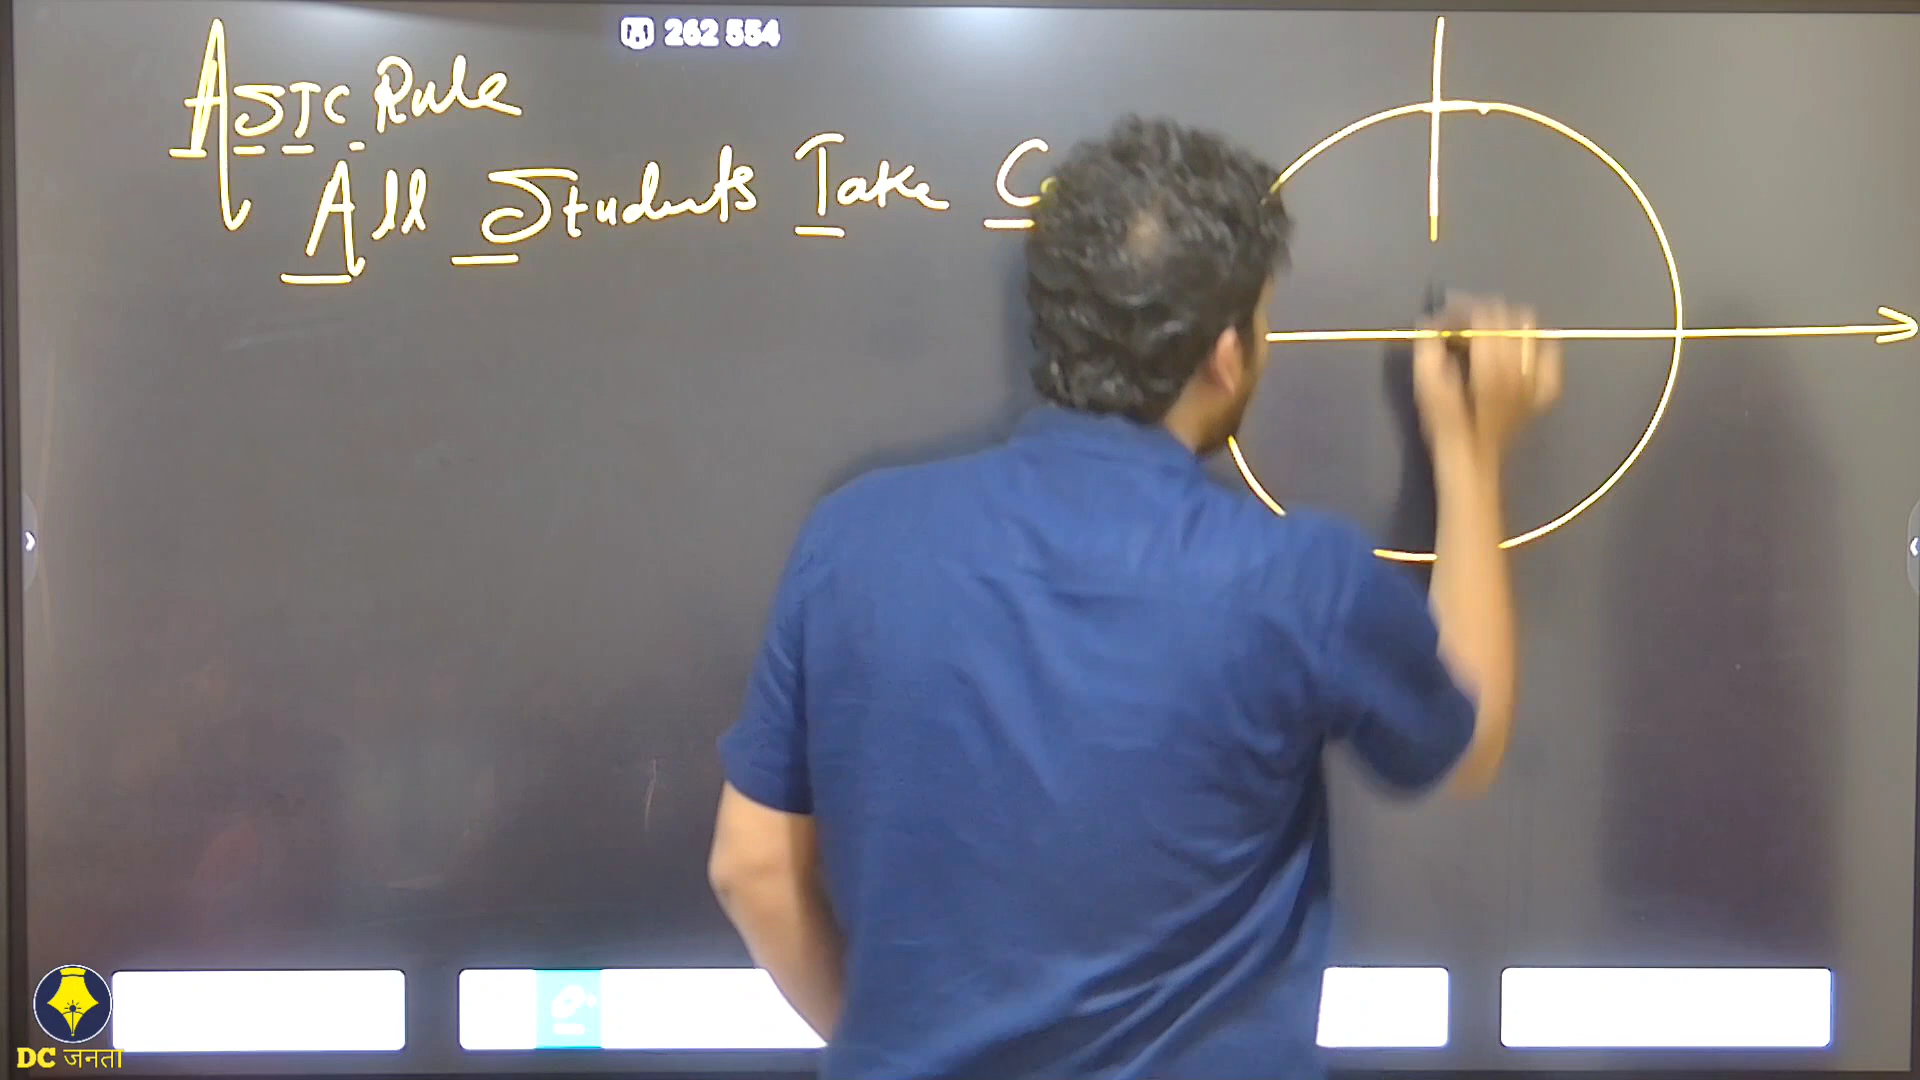 262 554
ASTC Rule
All Students Take
DC जनता